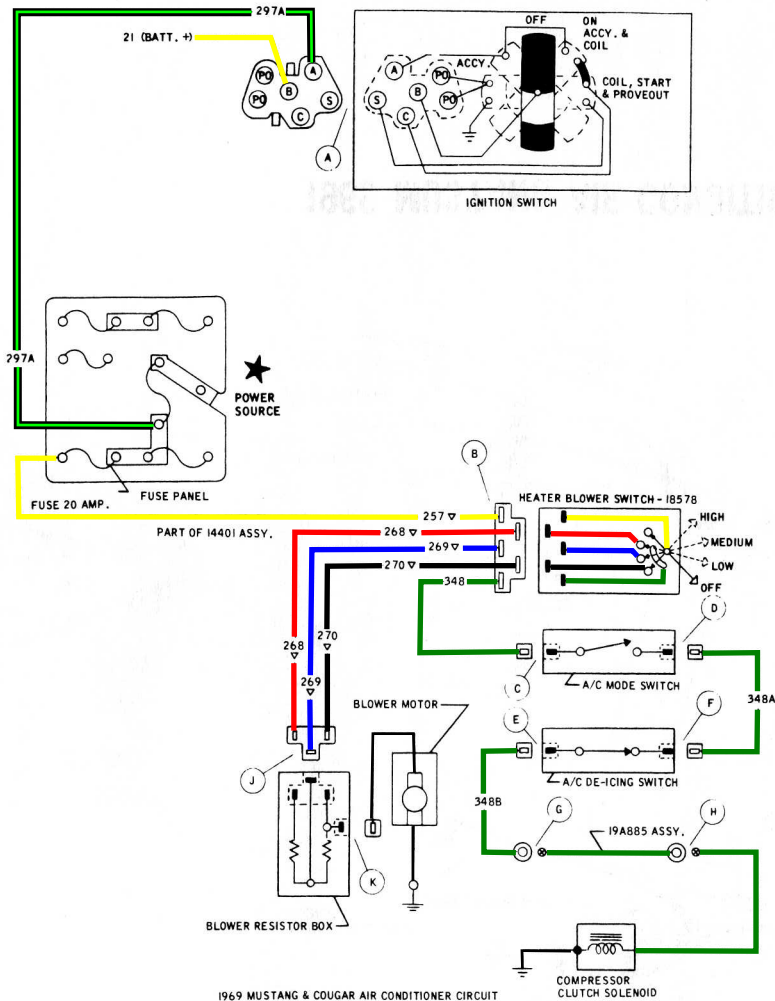 297A
21 (BATT. +)
PO
PO
A
B
S
C
A
OFF
ON
ACCY. &
COIL
ACCY.
COIL, START
& PROVEOUT
A
PO
B
S
PO
C
IGNITION SWITCH
297A
POWER
SOURCE
FUSE PANEL
FUSE 20 AMP.
PART OF 14401 ASSY.
B
HEATER BLOWER SWITCH - 18578
257
268
269
270
348
HIGH
MEDIUM
LOW
OFF
D
C
A/C MODE SWITCH
348A
268
269
270
BLOWER MOTOR
E
F
A/C DE-ICING SWITCH
J
348B
G
H
19A885 ASSY.
K
BLOWER RESISTOR BOX
COMPRESSOR
CLUTCH SOLENOID
1969 MUSTANG & COUGAR AIR CONDITIONER CIRCUIT